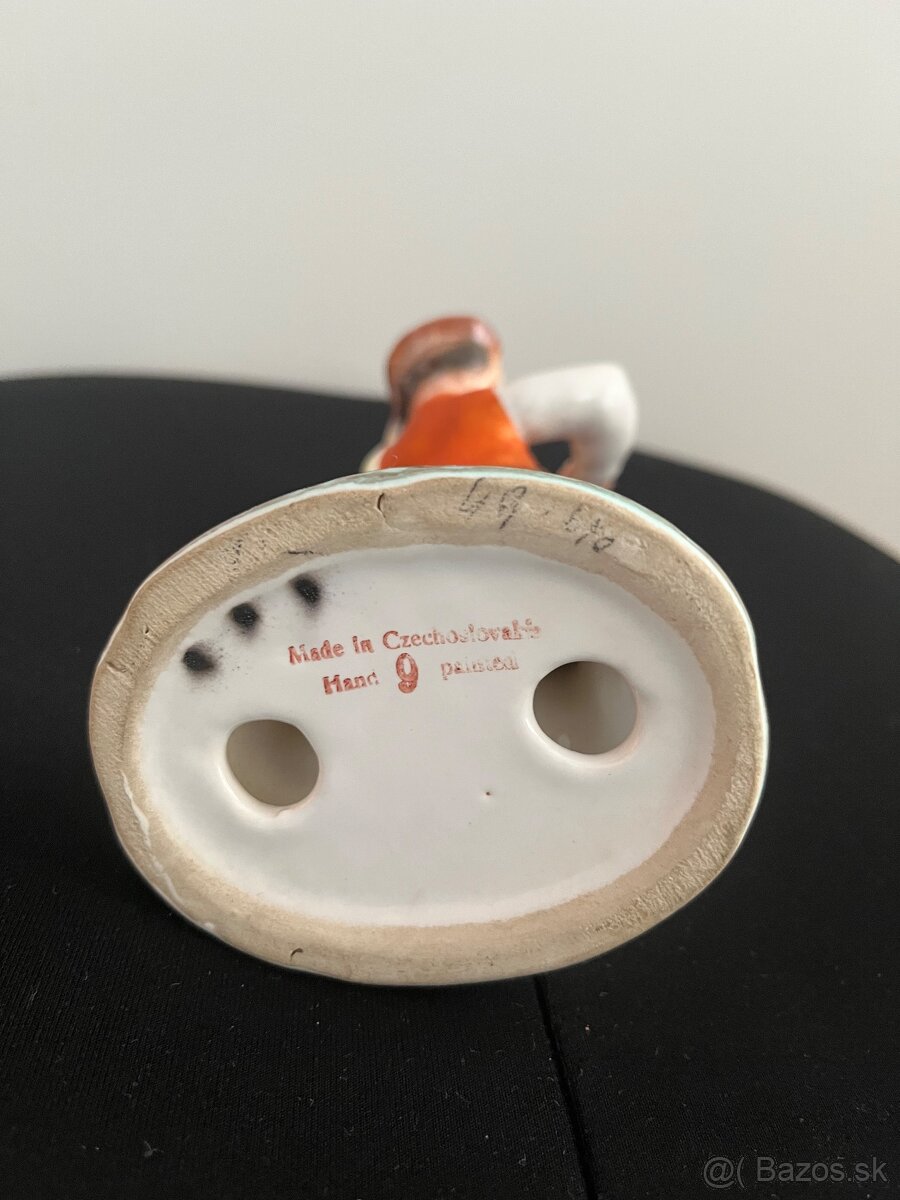 Made in Czechoslovakia
Hand 9 painted
@( Bazos.sk